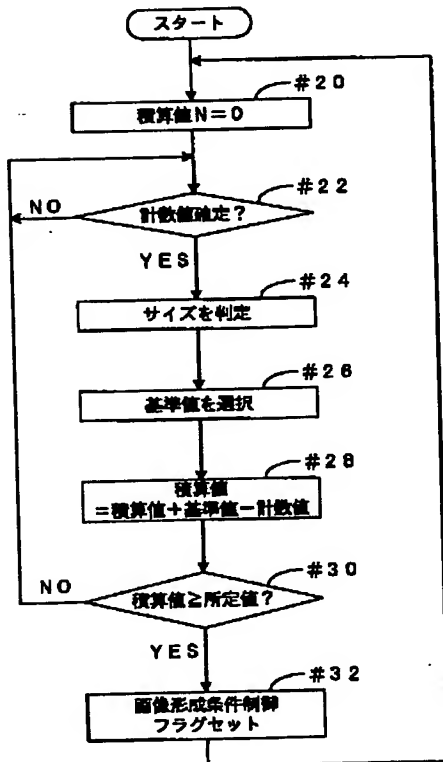 スタート
#20
積算値N=0
#22
計数値確定?
NO
YES
#24
サイズを判定
#26
基準値を選択
#28
積算値
=積算値+基準値-計数値
#30
積算値≧所定値?
NO
YES
#32
画像形成条件制御
フラグセット